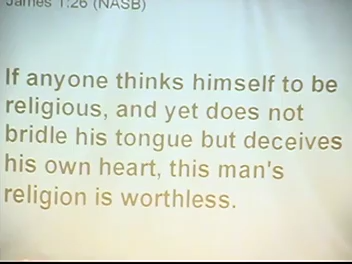 James 1:26 (NASB)
If anyone thinks himself to be
religious, and yet does not
bridle his tongue but deceives
his own heart, this man's
religion is worthless.